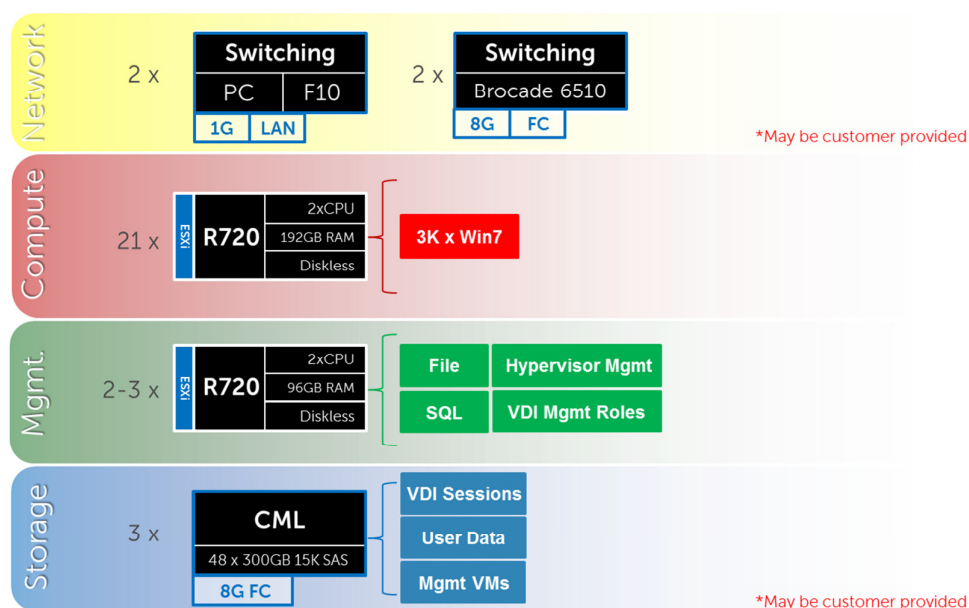 Network
2 x
Switching
PC
F10
1G
LAN
2 x
Switching
Brocade 6510
8G
FC
*May be customer provided
Compute
21 x
ESXi
R720
2xCPU
192GB RAM
Diskless
3K x Win7
Mgmt.
2-3 x
ESXi
R720
2xCPU
96GB RAM
Diskless
File
Hypervisor Mgmt
SQL
VDI Mgmt Roles
Storage
3 x
CML
48 x 300GB 15K SAS
8G FC
VDI Sessions
User Data
Mgmt VMs
*May be customer provided